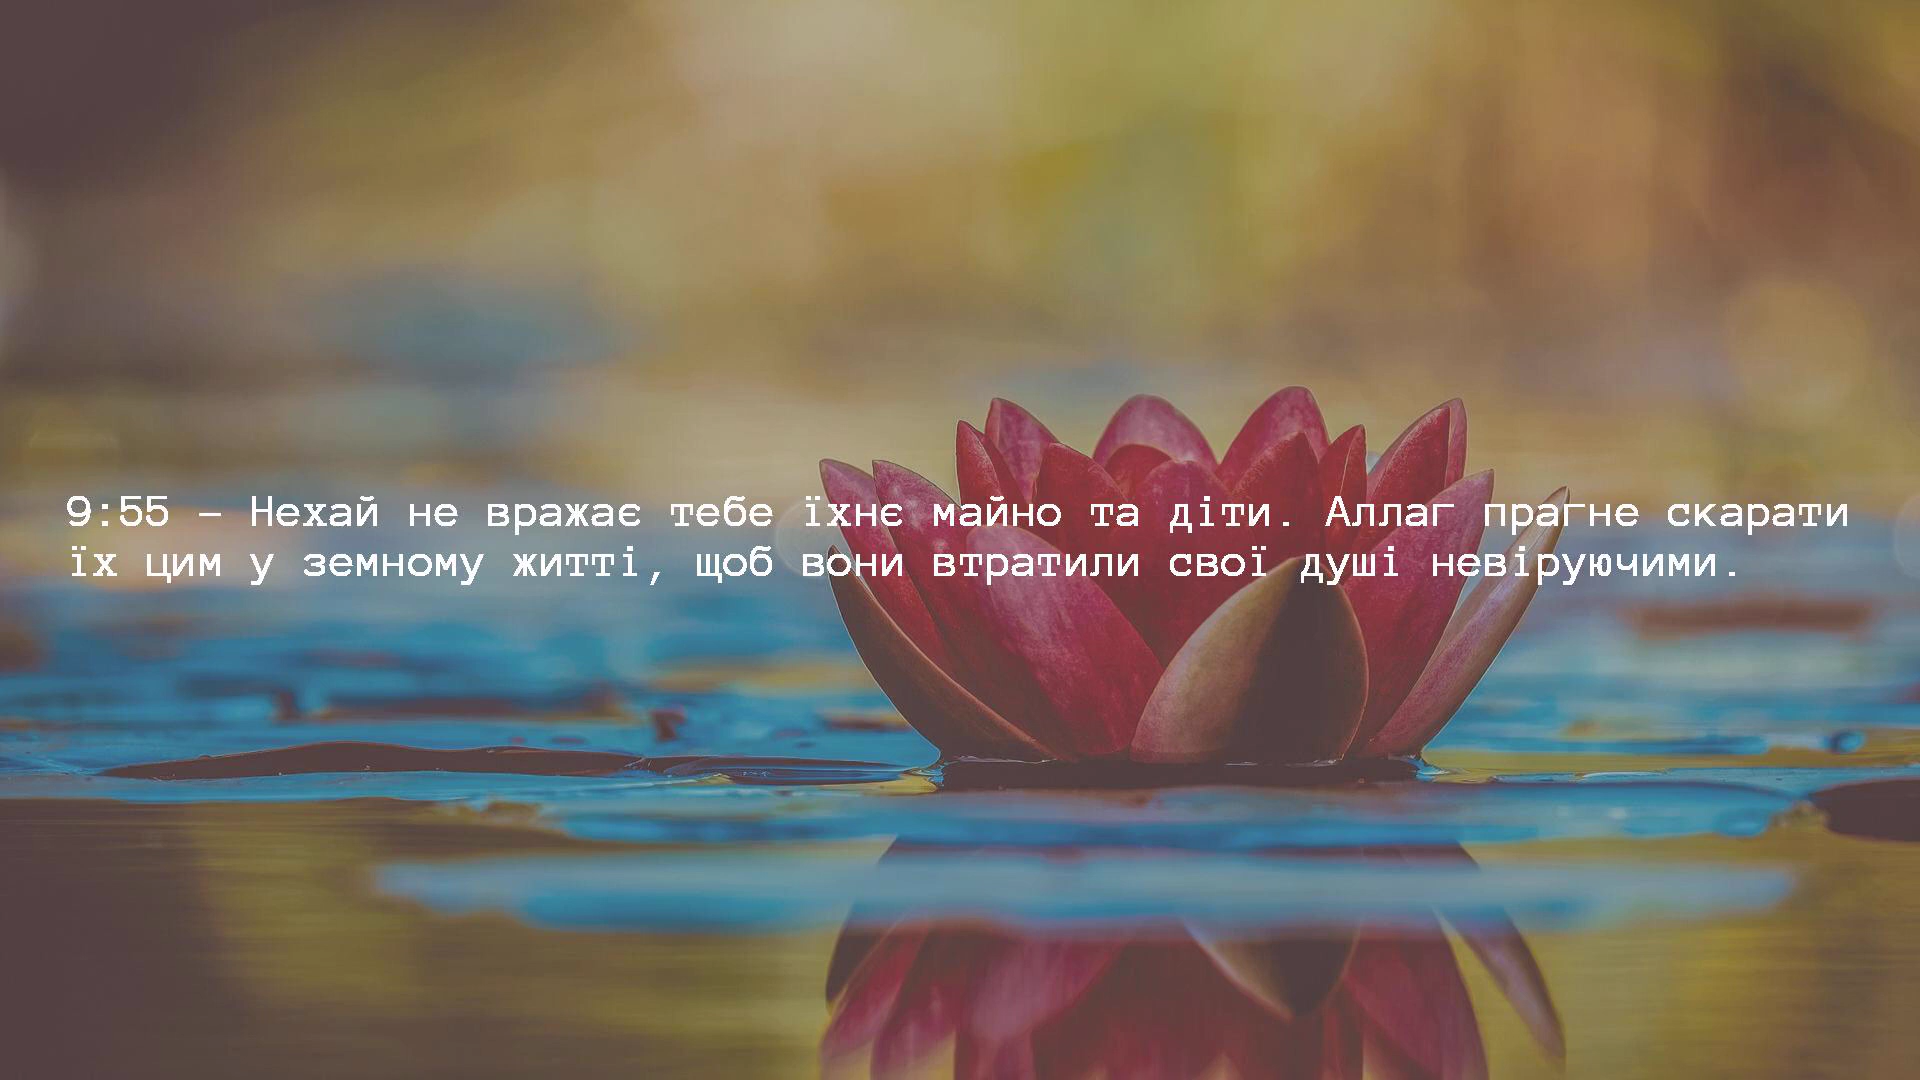 9:55 – Нехай не вражає тебе їхнє майно та діти. Аллаг прагне скарати
їх цим у земному житті, щоб вони втратили свої душі невіруючими.